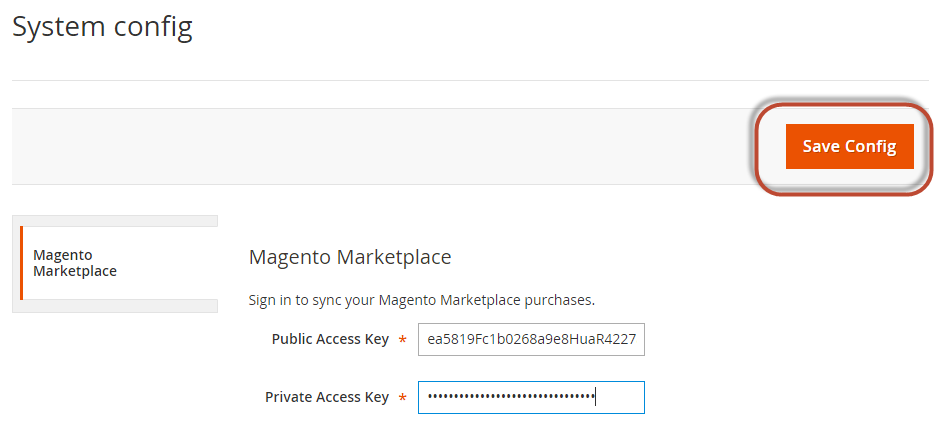 System config
Save Config
Magento
Marketplace
Magento Marketplace
Sign in to sync your Magento Marketplace purchases.
Public Access Key *
ea5819Fc1b0268a9e8HuaR4227
Private Access Key *
••••••••••••••••••••••••••••••••